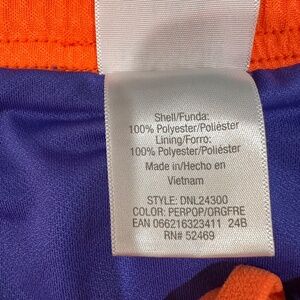 Shell/Funda:
100% Polyester/Poliéster
Lining/Forro:
100% Polyester/Poliéster
Made in/Hecho en
Vietnam
STYLE: DNL24300
COLOR: PERPOP/ORGFRE
EAN 066216323411 24B
RN# 52469